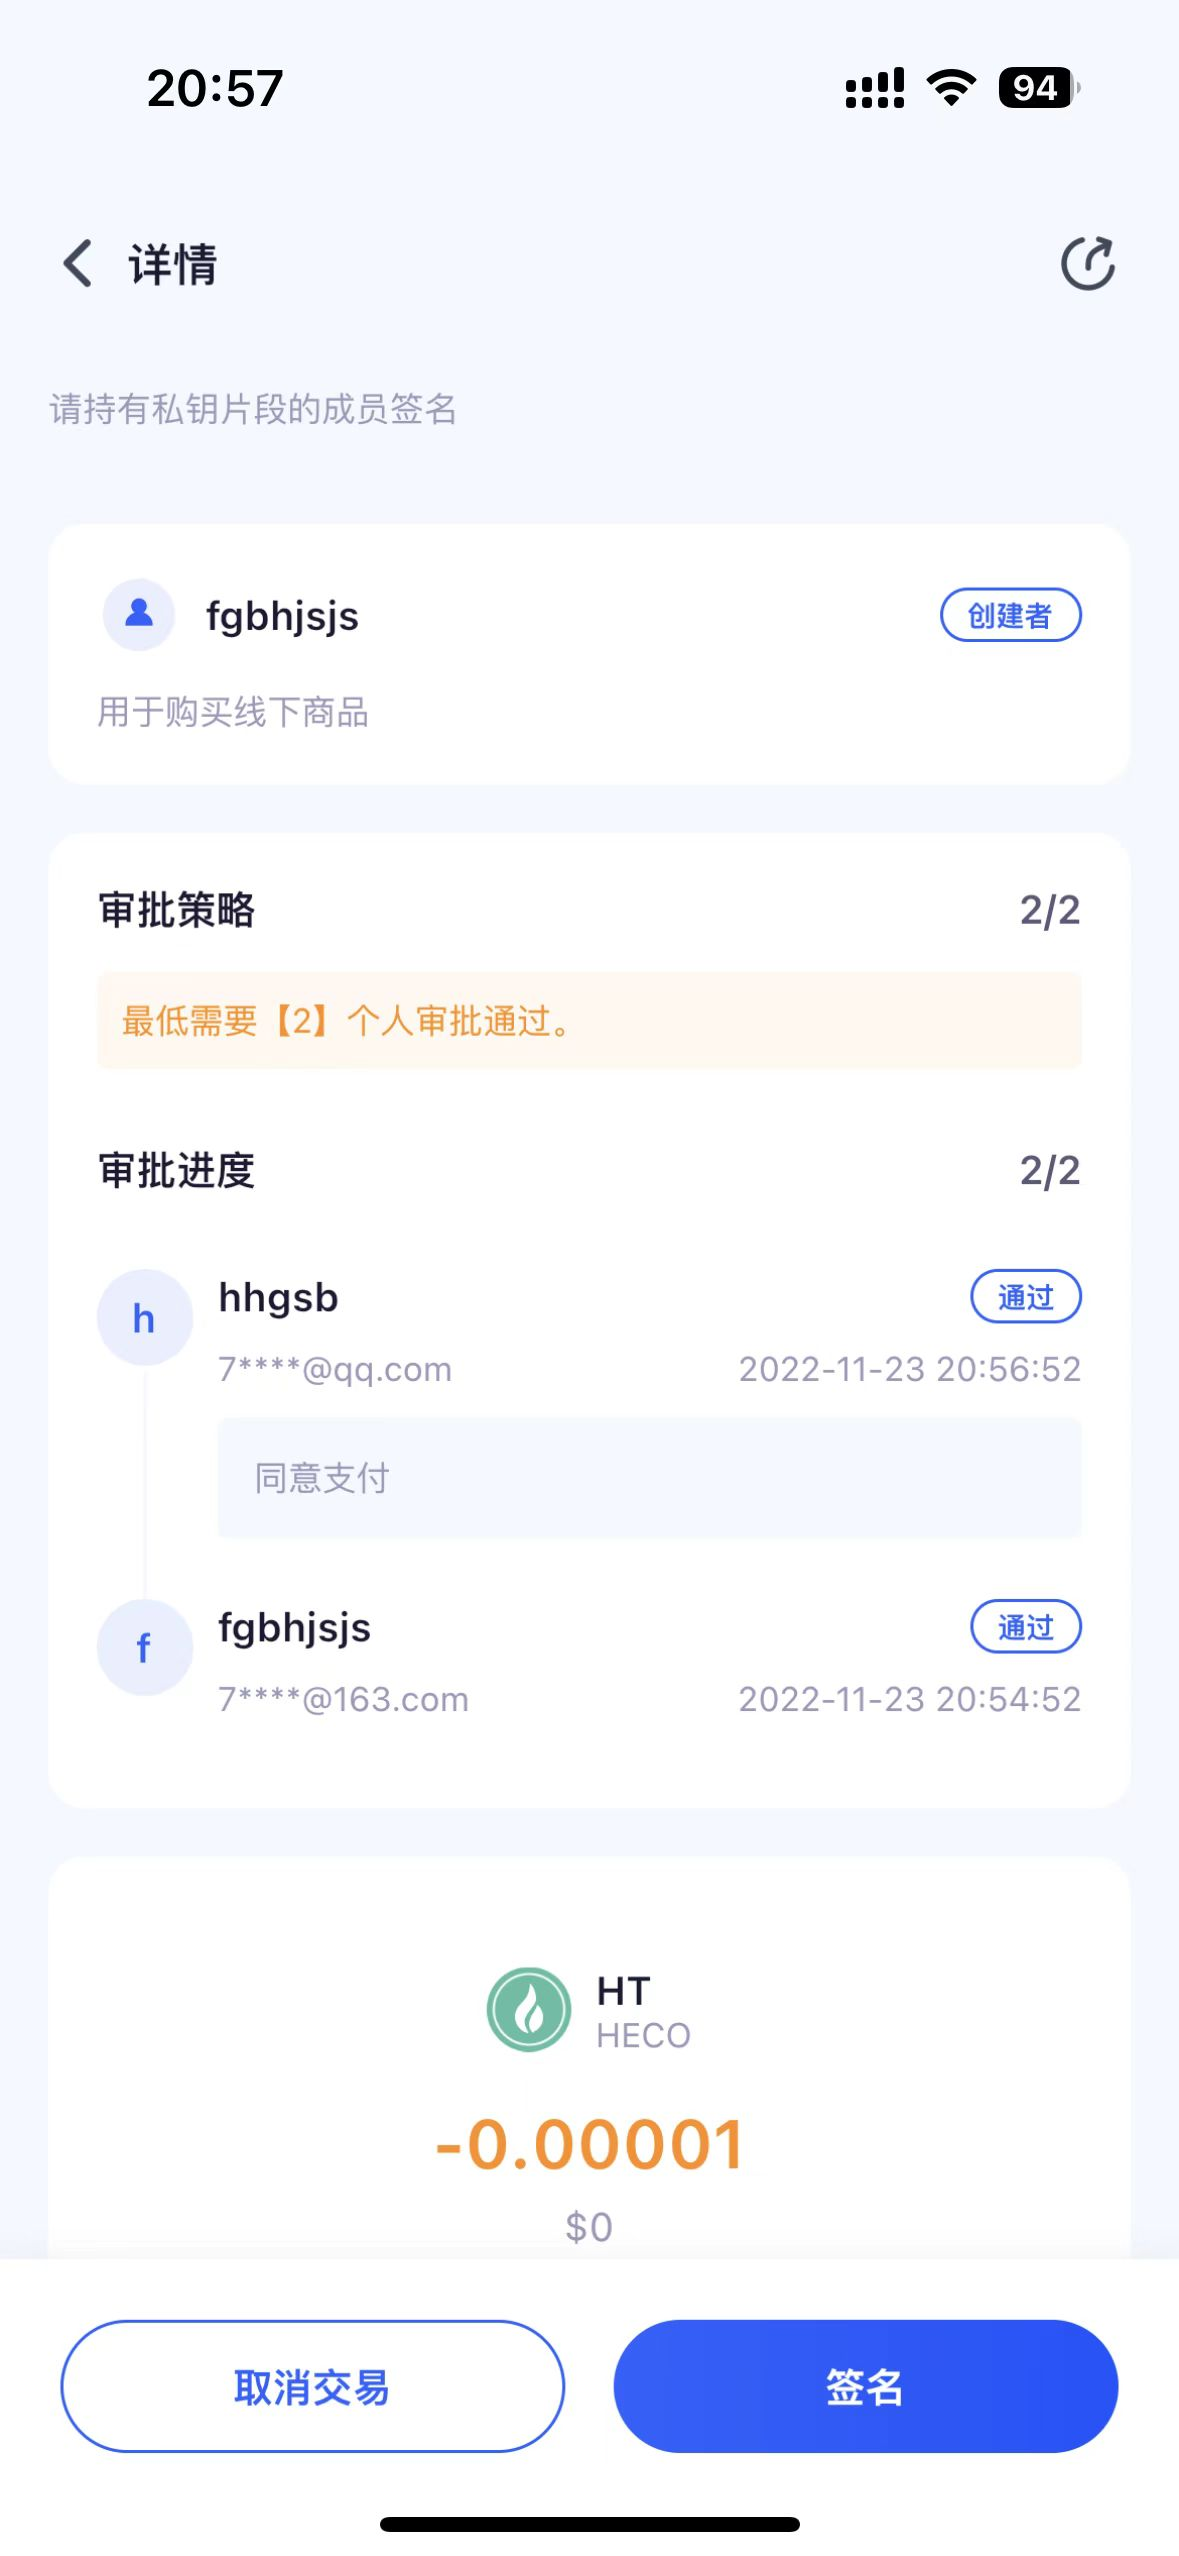 20:57
94
详情
请持有私钥片段的成员签名
fgbhjsjs
创建者
用于购买线下商品
审批策略
2/2
最低需要【2】个人审批通过。
审批进度
2/2
h
hhgsb
通过
7****@qq.com
2022-11-23 20:56:52
同意支付
f
fgbhjsjs
通过
7****@163.com
2022-11-23 20:54:52
HT
HECO
-0.00001
$0
取消交易
签名